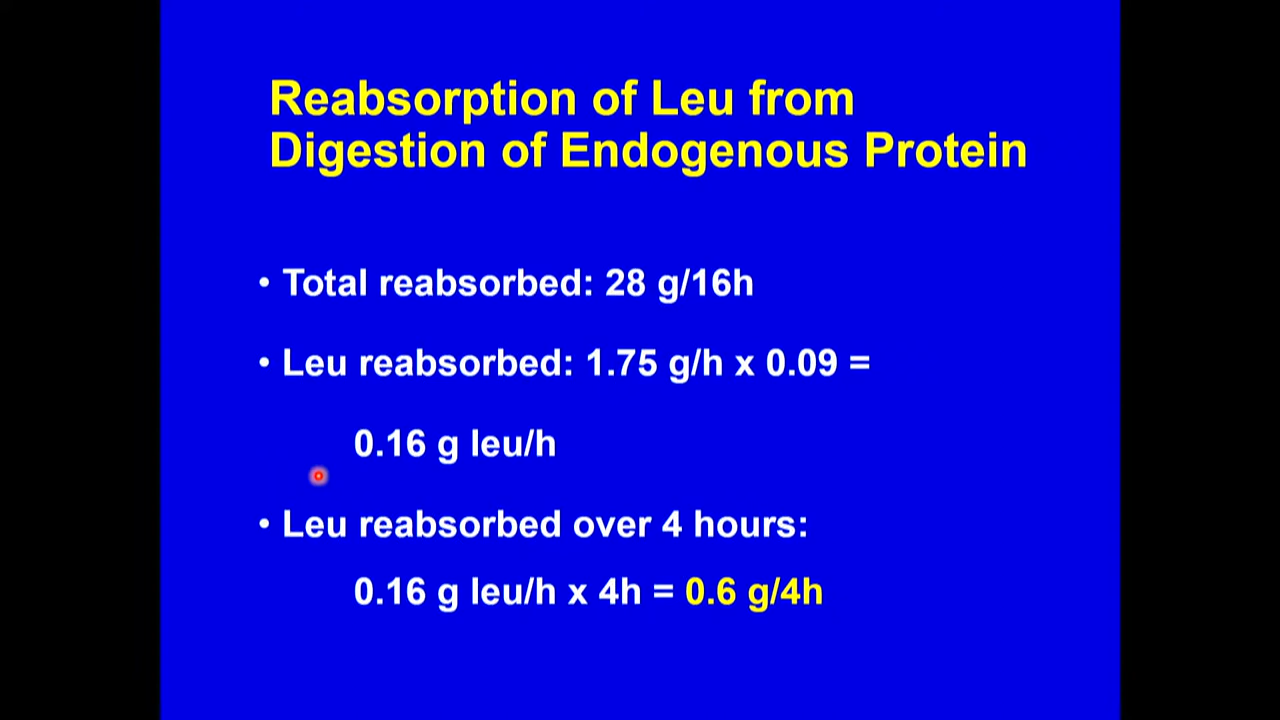 Reabsorption of Leu from
Digestion of Endogenous Protein
• Total reabsorbed: 28 g/16h
• Leu reabsorbed: 1.75 g/h x 0.09 =
0.16 g leu/h
• Leu reabsorbed over 4 hours:
0.16 g leu/h x 4h = 0.6 g/4h